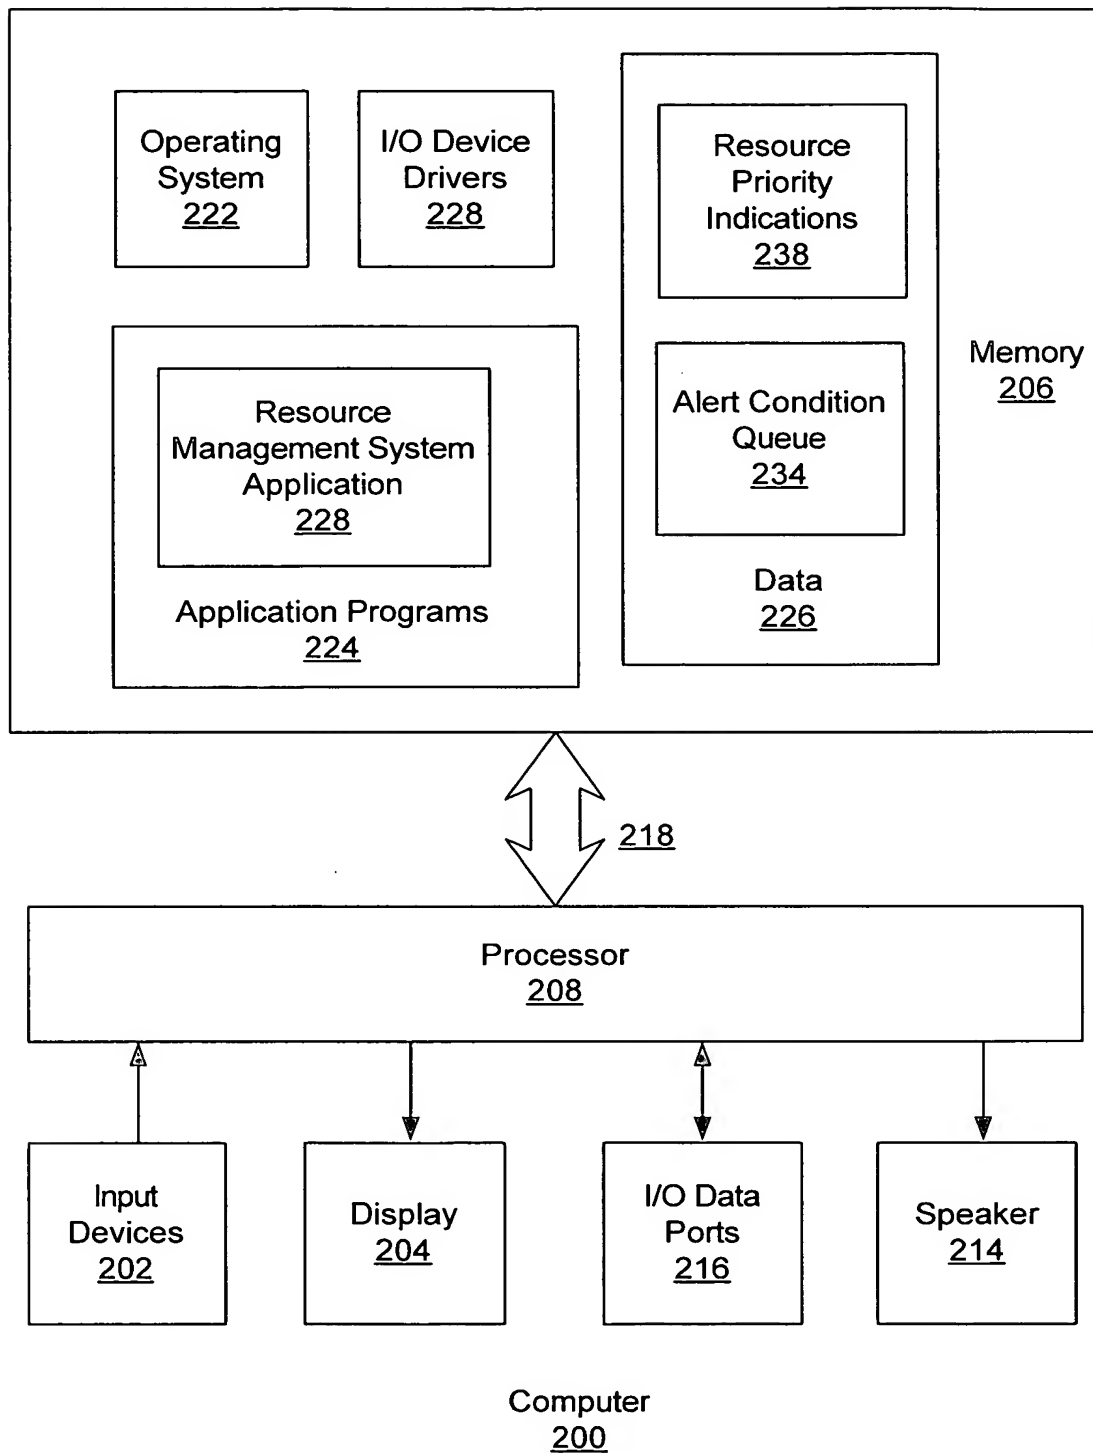 Operating
System
222
I/O Device
Drivers
228
Resource
Priority
Indications
238
Memory
206
Resource
Management System
Application
228
Alert Condition
Queue
234
Application Programs
224
Data
226
218
Processor
208
Input
Devices
202
Display
204
I/O Data
Ports
216
Speaker
214
Computer
200